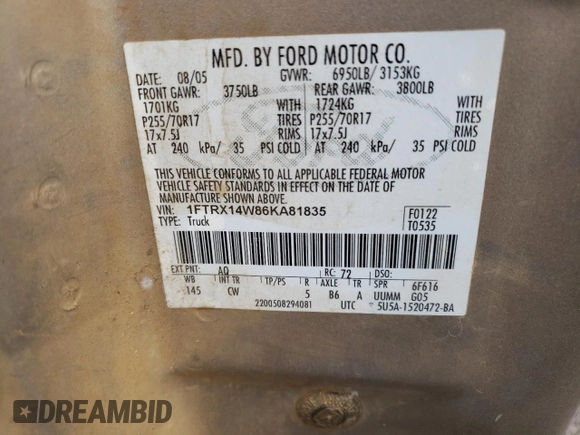 MFD. BY FORD MOTOR CO.
DATE: 08/05 GVWR: 6950LB/ 3153KG
FRONT GAWR: 3750LB REAR GAWR: 3800LB
1701KG WITH 1724KG WITH
P255/70R17 TIRES P255/70R17 TIRES
17x7.5J RIMS 17x7.5J RIMS
AT 240 kPa/ 35 PSI COLD AT 240 kPa/ 35 PSI COLD
THIS VEHICLE CONFORMS TO ALL APPLICABLE FEDERAL MOTOR
VEHICLE SAFETY STANDARDS IN EFFECT ON THE DATE OF
MANUFACTURE SHOWN ABOVE.
VIN: 1FTRX14W86KA81835 F0122
TYPE: Truck T0535
EXT PNT: AQ RC: 72 DSO:
WB INT TR TP/PS R AXLE TR SPR 6F616
145 CW 5 B6 A UUMM G05
2200508294081 UTC 5U5A-1520472-BA
Ford
DREAMBID